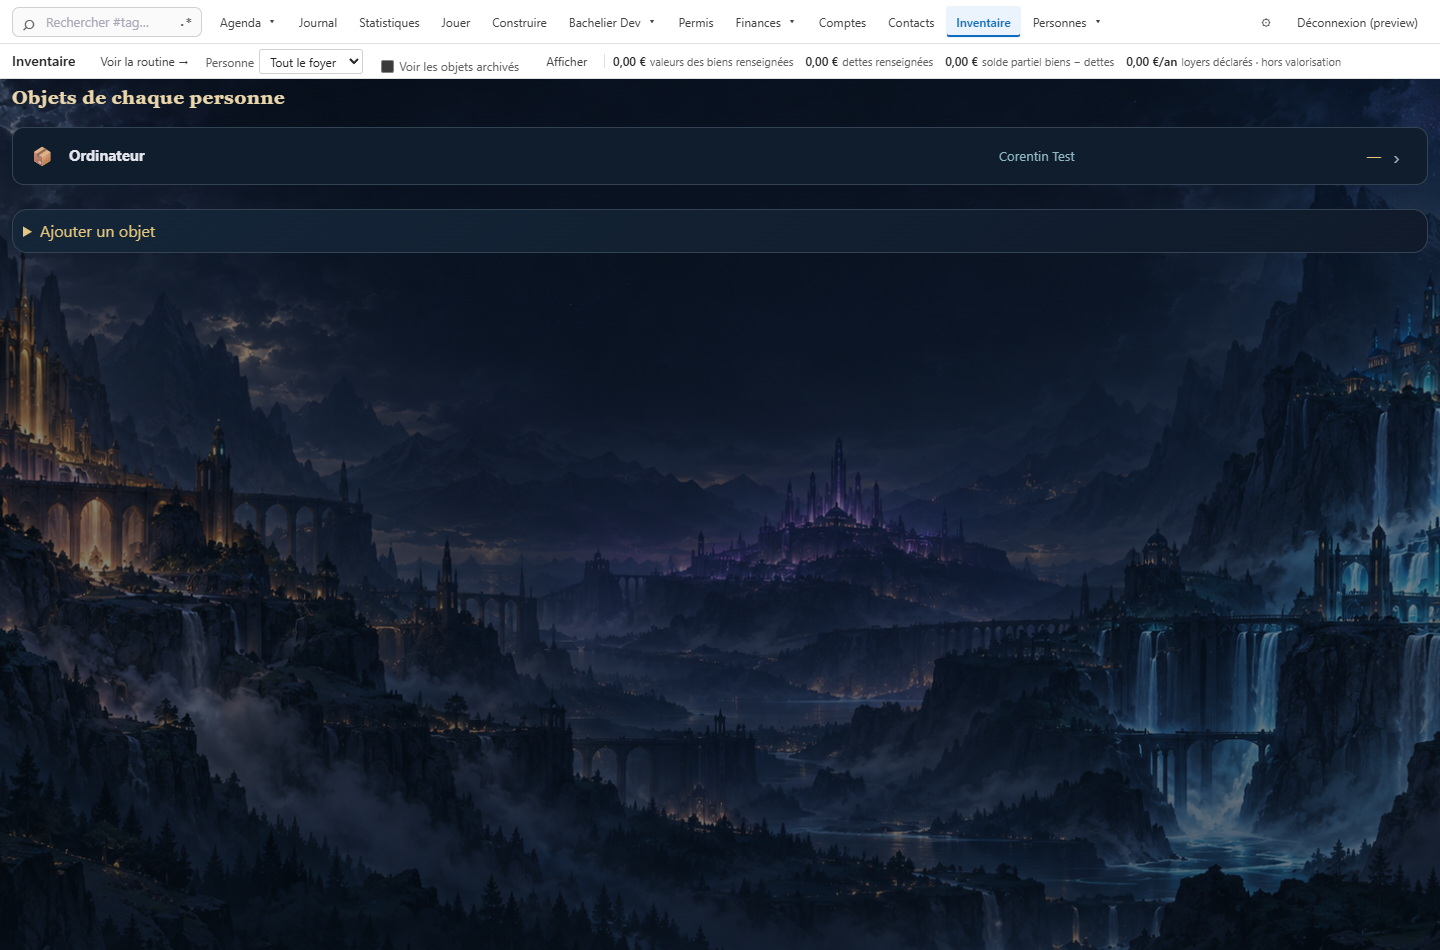 Rechercher #tag... .* Agenda Journal Statistiques Jouer Construire Bachelier Dev Permis Finances Comptes Contacts Inventaire Personnes Déconnexion (preview)
Inventaire Voir la routine → Personne Tout le foyer Voir les objets archivés Afficher 0,00 € valeurs des biens renseignées 0,00 € dettes renseignées 0,00 € solde partiel biens − dettes 0,00 €/an loyers déclarés · hors valorisation
Objets de chaque personne
Ordinateur Corentin Test — ›
Ajouter un objet